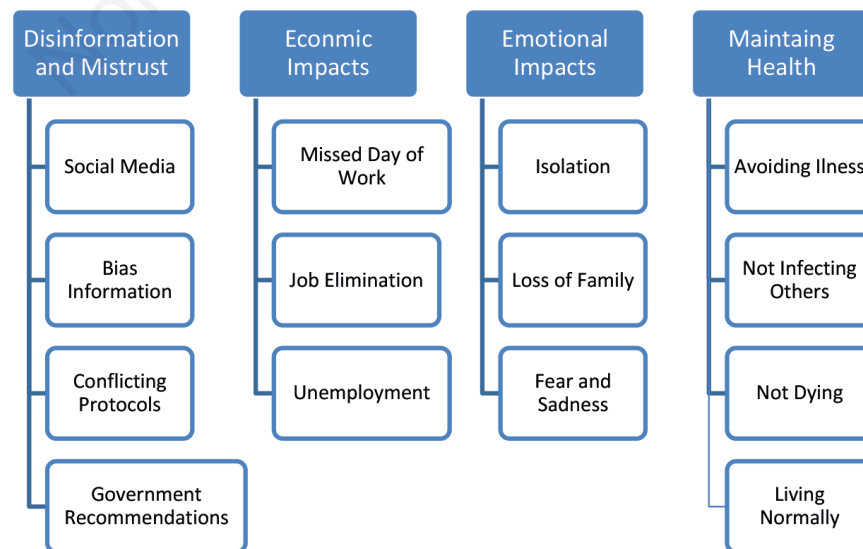 Disinformation
and Mistrust
Social Media
Bias
Information
Conflicting
Protocols
Government
Recommendations
Econmic
Impacts
Missed Day of
Work
Job Elimination
Unemployment
Emotional
Impacts
Isolation
Loss of Family
Fear and
Sadness
Maintaing
Health
Avoiding Ilness
Not Infecting
Others
Not Dying
Living
Normally